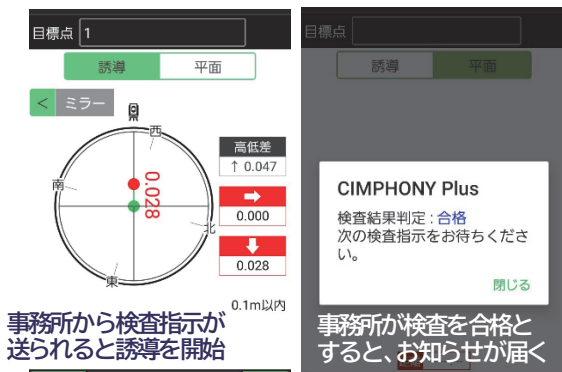 目標点 1
誘導 平面
< ミラー
西
南
北
東
0.028
高低差
↑ 0.047
0.000
0.028
0.1m以内
事務所から検査指示が
送られると誘導を開始
目標点
誘導 平面
CIMPHONY Plus
検査結果判定 : 合格
次の検査指示をお待ちくださ
い。
閉じる
事務所が検査を合格と
すると、お知らせが届く